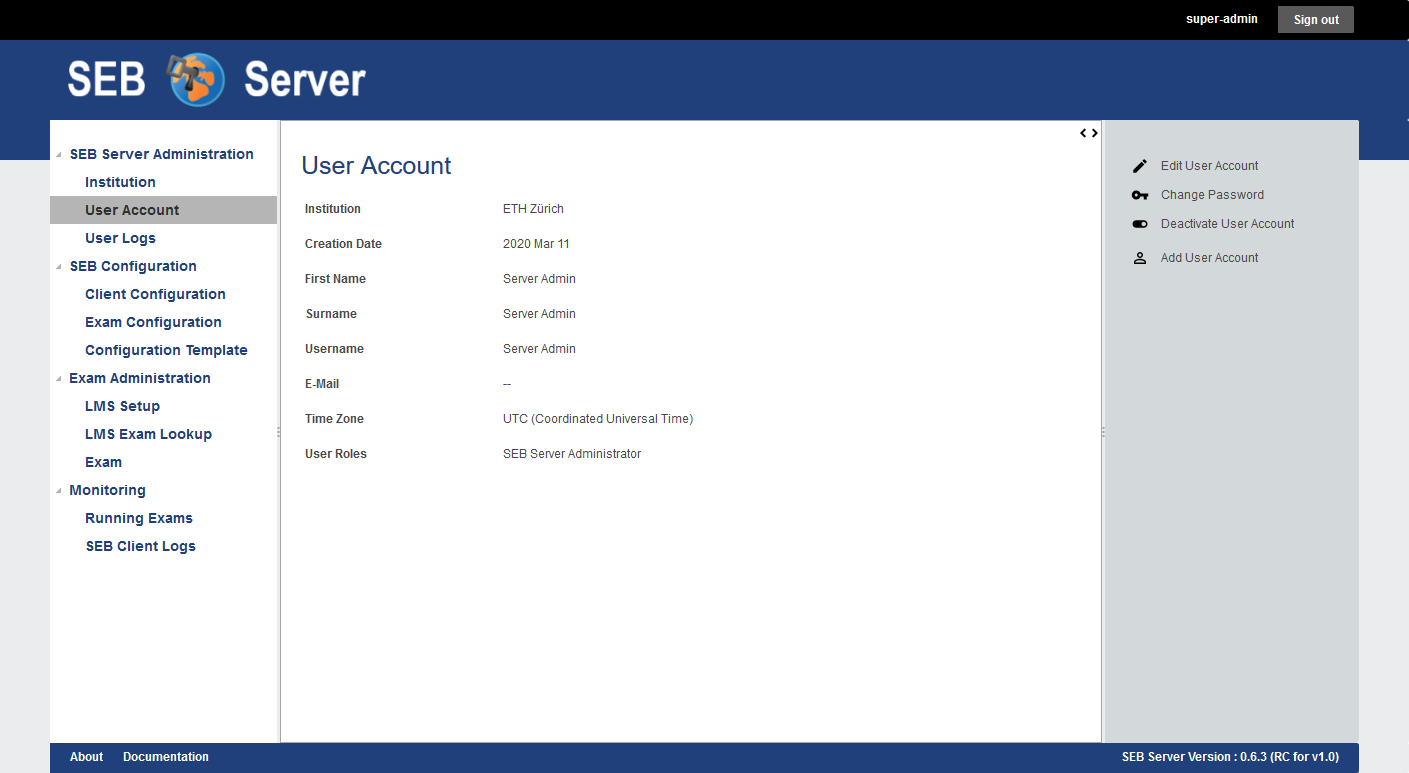 super-admin Sign out
SEB Server
SEB Server Administration
Institution
User Account
User Logs
SEB Configuration
Client Configuration
Exam Configuration
Configuration Template
Exam Administration
LMS Setup
LMS Exam Lookup
Exam
Monitoring
Running Exams
SEB Client Logs
User Account
Institution ETH Zürich
Creation Date 2020 Mar 11
First Name Server Admin
Surname Server Admin
Username Server Admin
E-Mail --
Time Zone UTC (Coordinated Universal Time)
User Roles SEB Server Administrator
Edit User Account
Change Password
Deactivate User Account
Add User Account
About Documentation SEB Server Version : 0.6.3 (RC for v1.0)